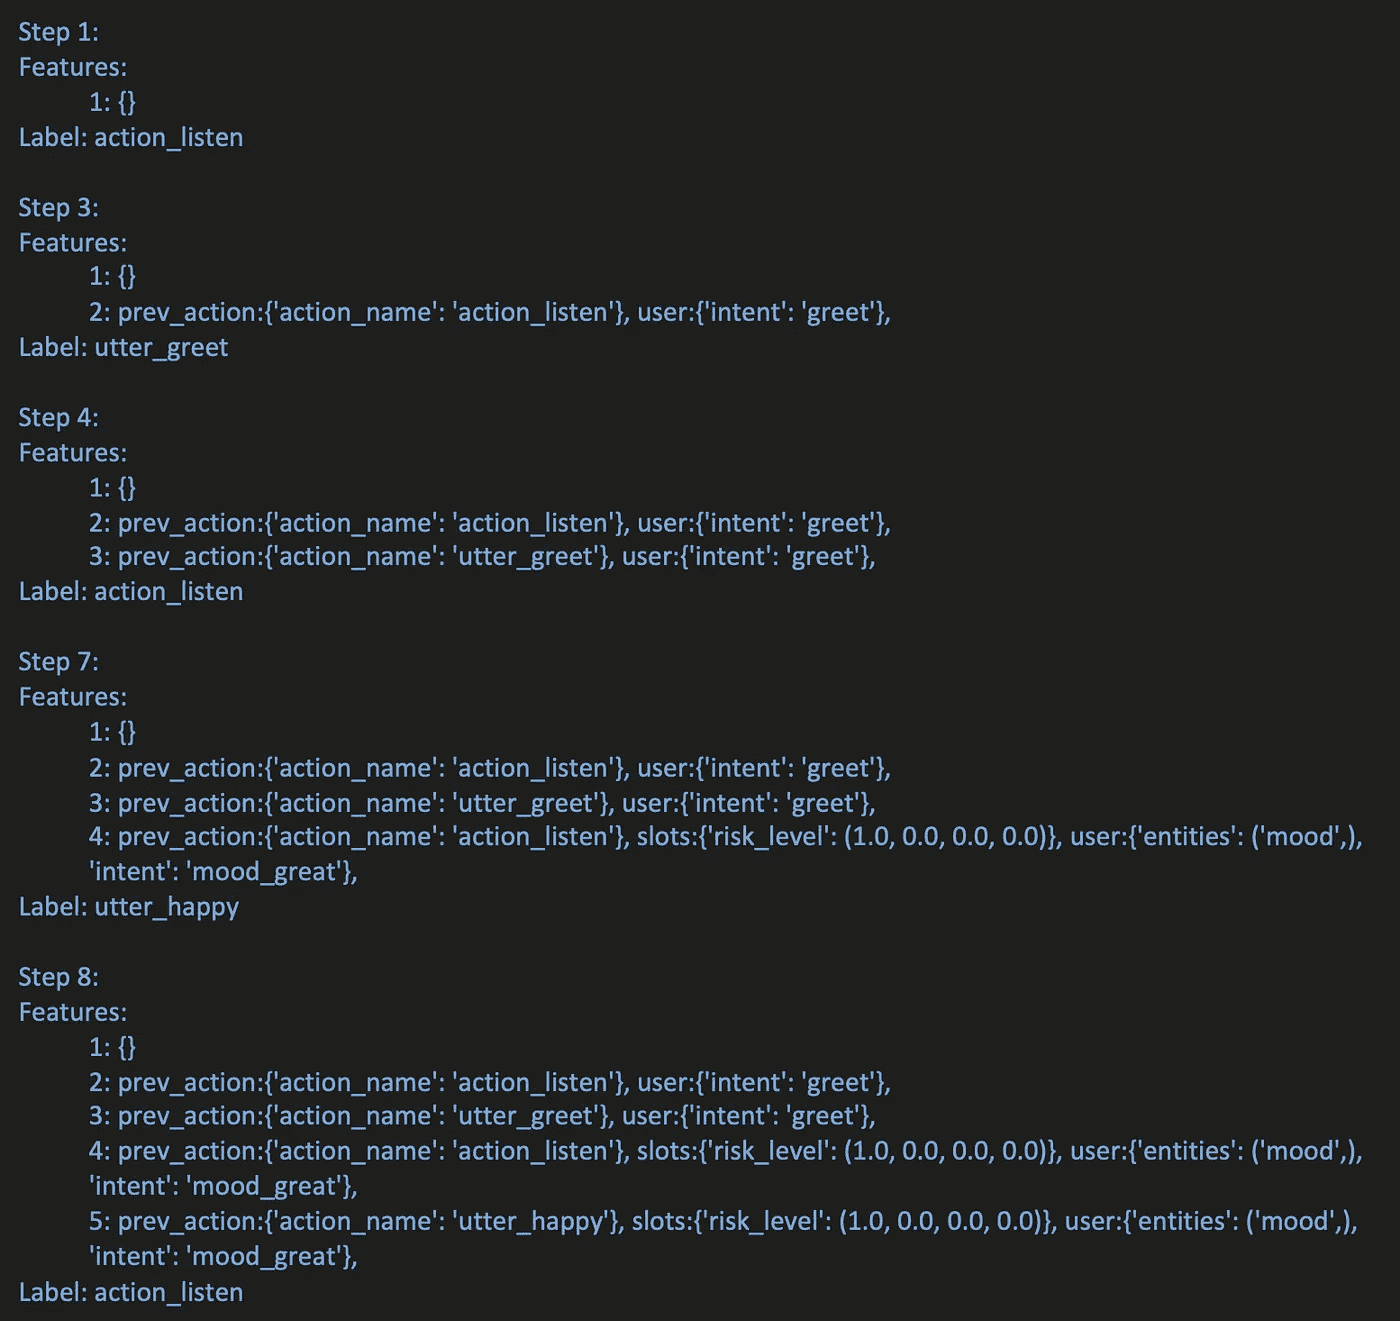 Step 1:
Features:
1: {}
Label: action_listen
Step 3:
Features:
1: {}
2: prev_action:{'action_name': 'action_listen'}, user:{'intent': 'greet'},
Label: utter_greet
Step 4:
Features:
1: {}
2: prev_action:{'action_name': 'action_listen'}, user:{'intent': 'greet'},
3: prev_action:{'action_name': 'utter_greet'}, user:{'intent': 'greet'},
Label: action_listen
Step 7:
Features:
1: {}
2: prev_action:{'action_name': 'action_listen'}, user:{'intent': 'greet'},
3: prev_action:{'action_name': 'utter_greet'}, user:{'intent': 'greet'},
4: prev_action:{'action_name': 'action_listen'}, slots:{'risk_level': (1.0, 0.0, 0.0, 0.0)}, user:{'entities': ('mood',),
'intent': 'mood_great'},
Label: utter_happy
Step 8:
Features:
1: {}
2: prev_action:{'action_name': 'action_listen'}, user:{'intent': 'greet'},
3: prev_action:{'action_name': 'utter_greet'}, user:{'intent': 'greet'},
4: prev_action:{'action_name': 'action_listen'}, slots:{'risk_level': (1.0, 0.0, 0.0, 0.0)}, user:{'entities': ('mood',),
'intent': 'mood_great'},
5: prev_action:{'action_name': 'utter_happy'}, slots:{'risk_level': (1.0, 0.0, 0.0, 0.0)}, user:{'entities': ('mood',),
'intent': 'mood_great'},
Label: action_listen